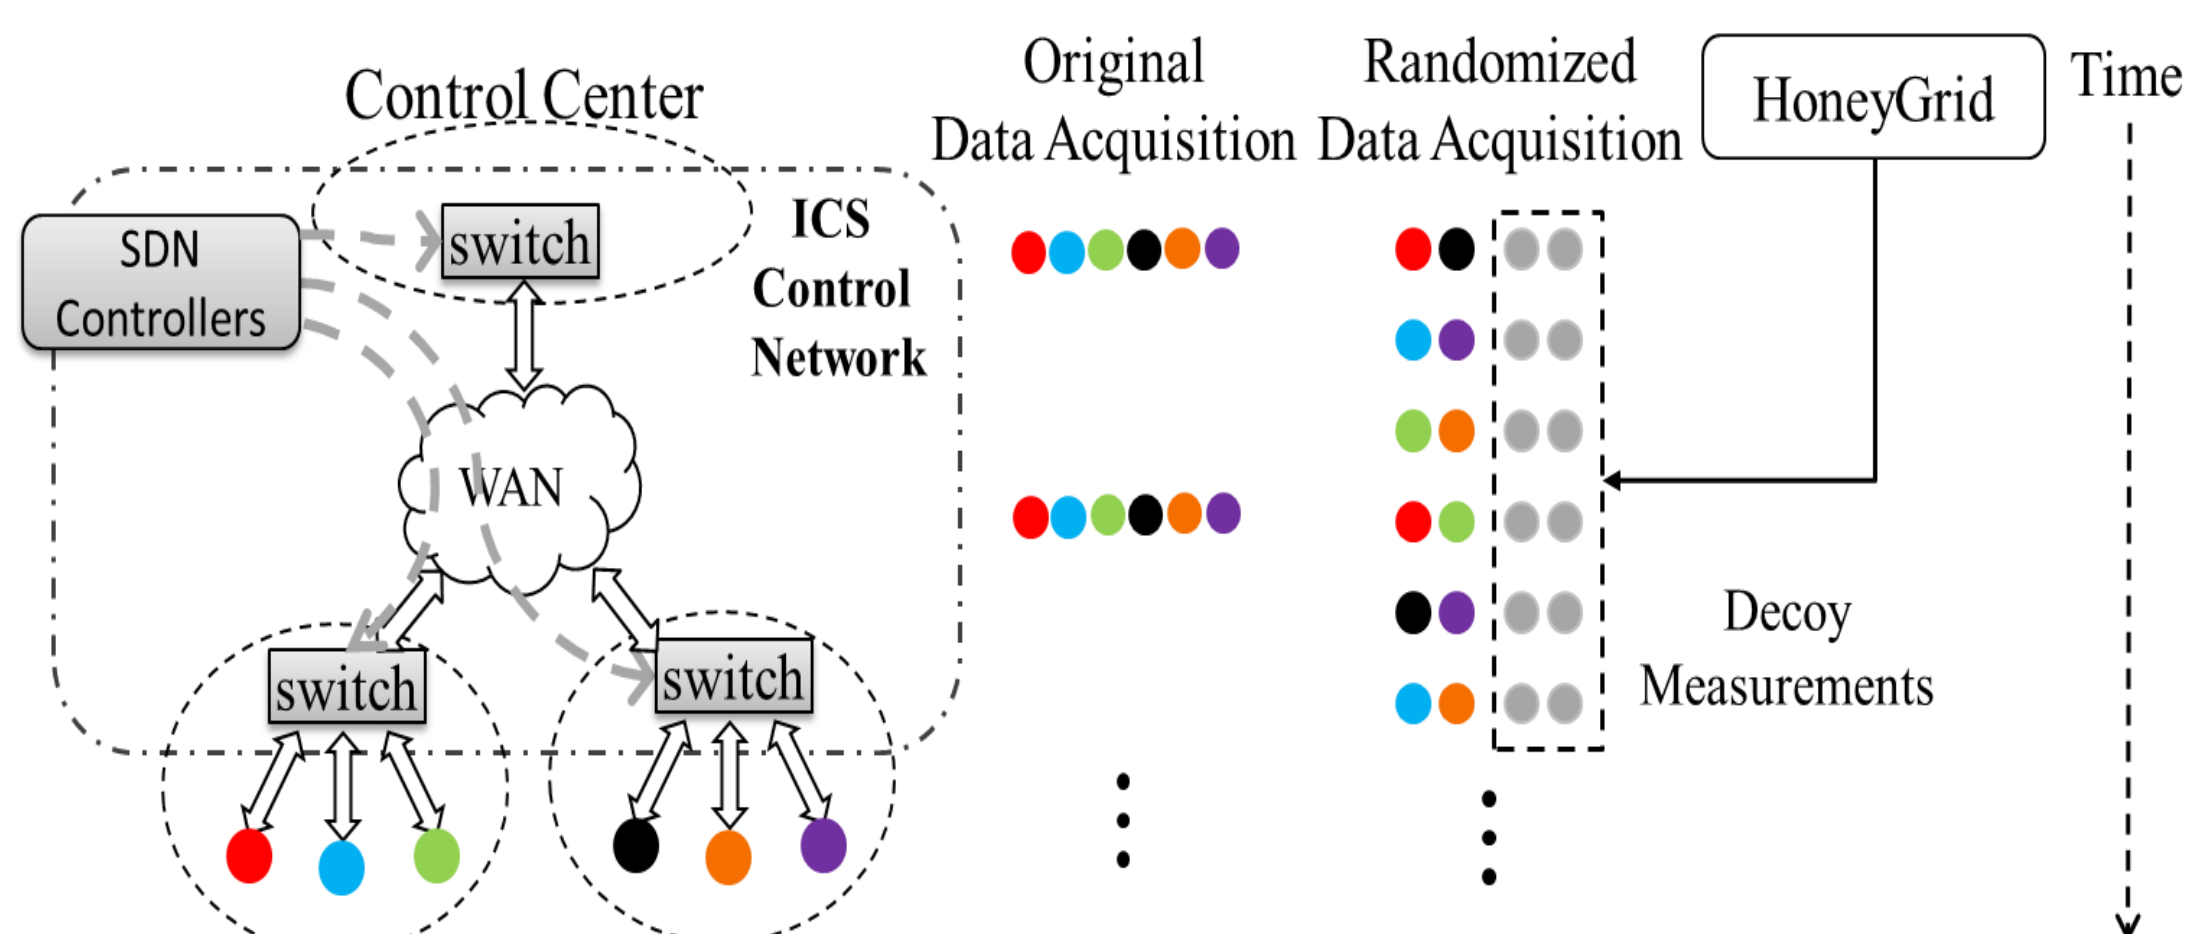 Control Center
SDN
Controllers
switch
ICS
Control
Network
WAN
switch
switch
Original
Data Acquisition
Randomized
Data Acquisition
HoneyGrid
Time
Decoy
Measurements